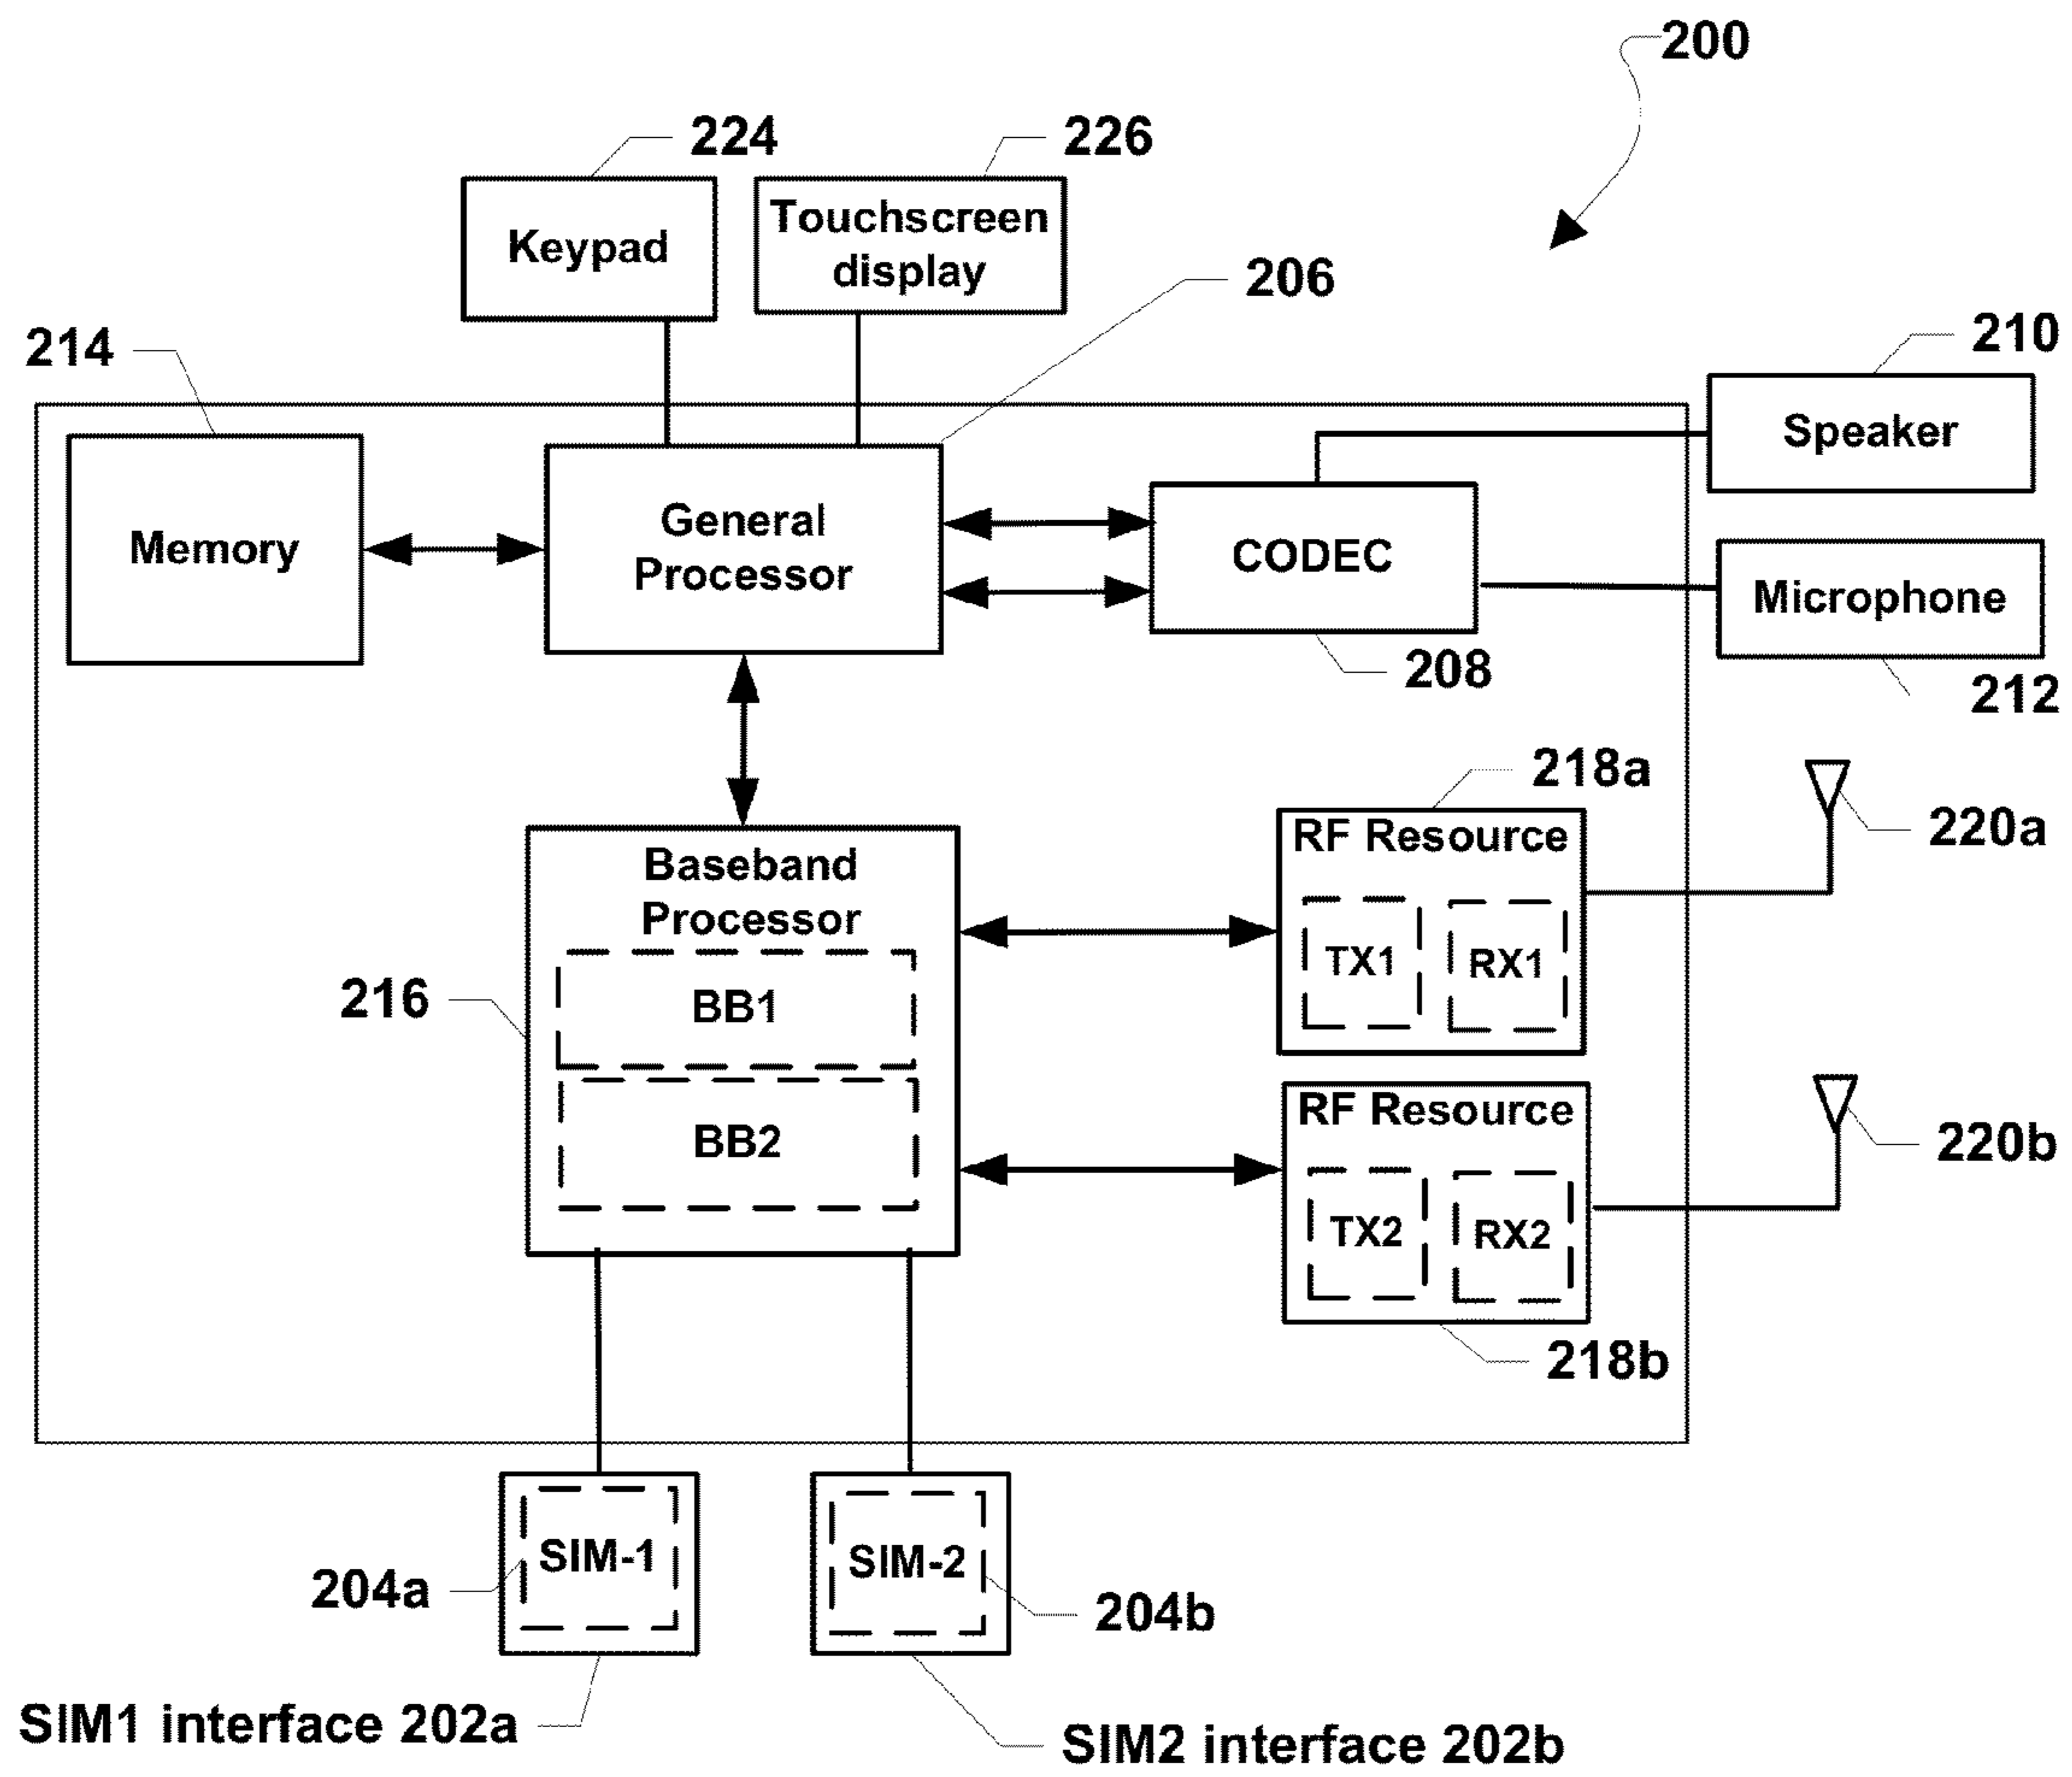 200
224
226
Keypad
Touchscreen
display
206
214
210
Speaker
Memory
General
Processor
CODEC
Microphone
208
212
218a
220a
Baseband
Processor
RF Resource
TX1
RX1
216
BB1
BB2
RF Resource
TX2
RX2
220b
218b
SIM-1
SIM-2
204a
204b
SIM1 interface 202a
SIM2 interface 202b